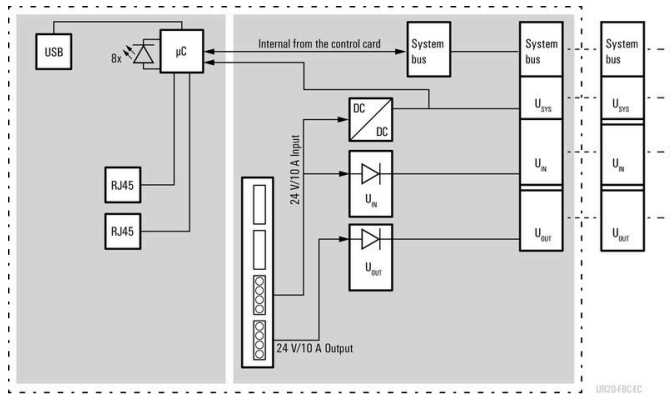 USB
8x
µC
Internal from the control card
System
bus
System
bus
System
bus
U SYS
U SYS
DC
DC
24 V/10 A Input
RJ45
U IN
U IN
U IN
RJ45
U OUT
U OUT
U OUT
24 V/10 A Output
UR20-FBC-EC